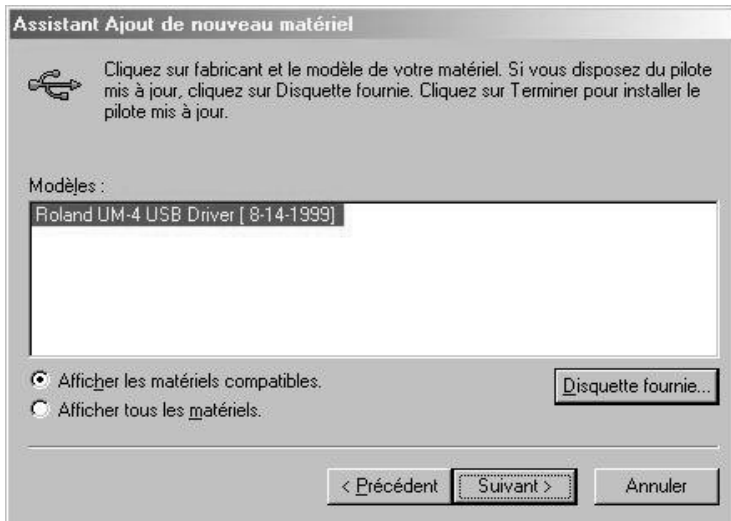 Assistant Ajout de nouveau matériel
Cliquez sur fabricant et le modèle de votre matériel. Si vous disposez du pilote
mis à jour, cliquez sur Disquette fournie. Cliquez sur Terminer pour installer le
pilote mis à jour.
Modèles :
Roland UM-4 USB Driver [ 8-14-1999]
Afficher les matériels compatibles.
Disquette fournie...
Afficher tous les matériels.
< Précédent
Suivant >
Annuler